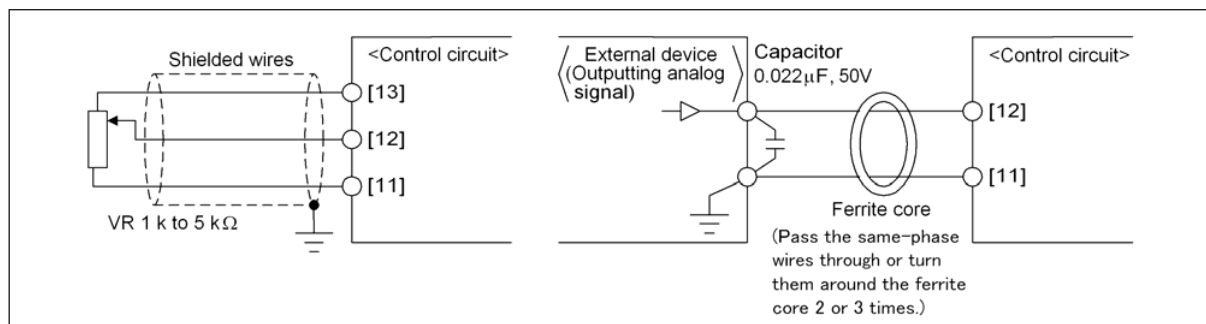 Shielded wires
<Control circuit>
[13]
[12]
[11]
VR 1 k to 5 kΩ
External device
(Outputting analog
signal)
Capacitor
0.022μF, 50V
<Control circuit>
[12]
[11]
Ferrite core
(Pass the same-phase
wires through or turn
them around the ferrite
core 2 or 3 times.)